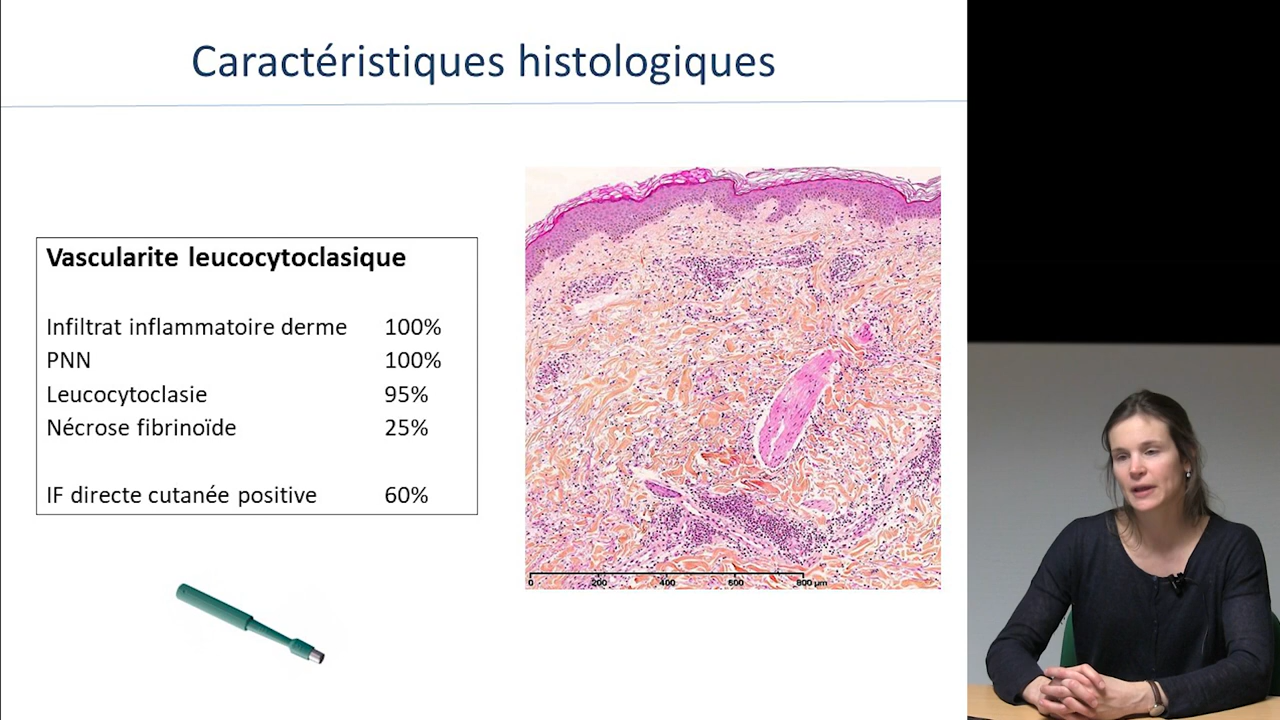 Caractéristiques histologiques
Vascularite leucocytoclasique
Infiltrat inflammatoire derme 100%
PNN 100%
Leucocytoclasie 95%
Nécrose fibrinoïde 25%
IF directe cutanée positive 60%
0 200 400 600 800 µm